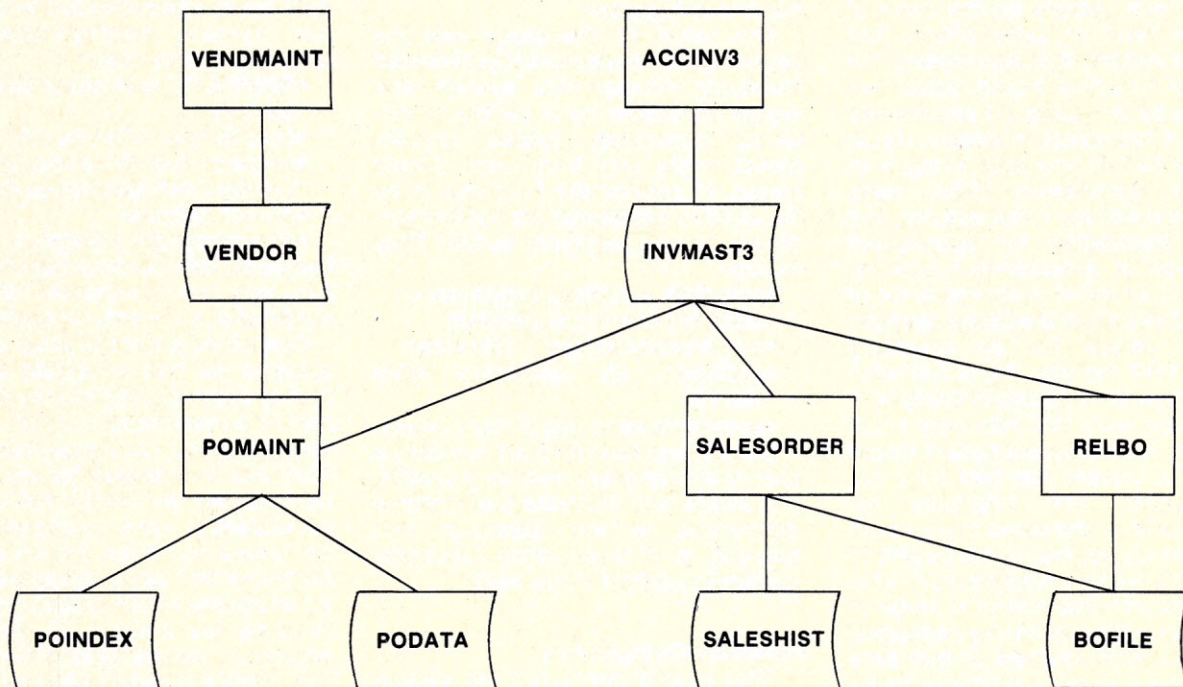 VENDMAINT
ACCINV3
VENDOR
INVMAST3
POMAINT
SALESORDER
RELBO
POINDEX
PODATA
SALESHIST
BOFILE